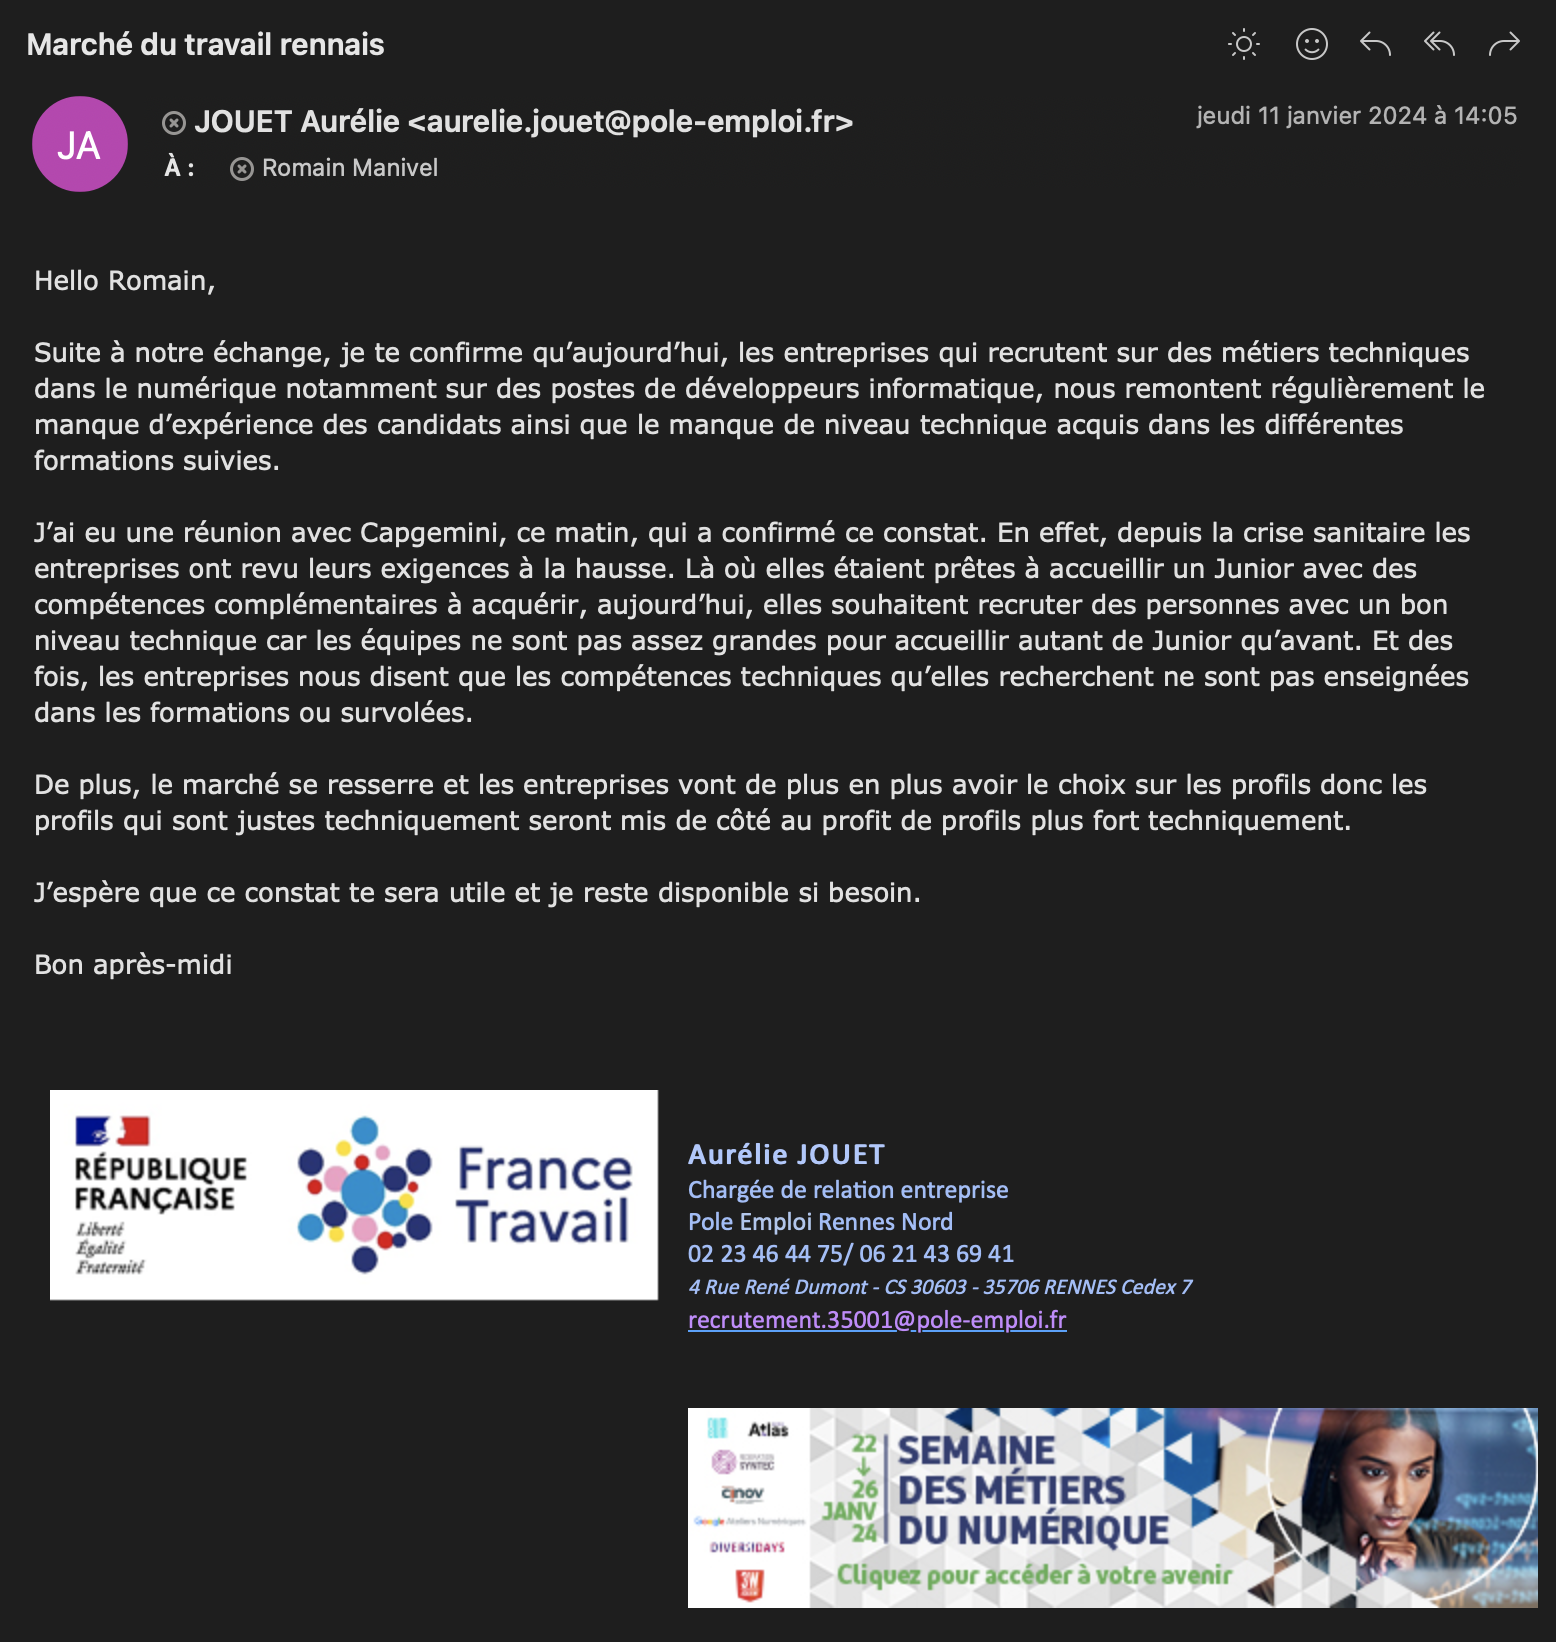 Marché du travail rennais
JA
JOUET Aurélie <aurelie.jouet@pole-emploi.fr>
jeudi 11 janvier 2024 à 14:05
À : Romain Manivel
Hello Romain,
Suite à notre échange, je te confirme qu’aujourd’hui, les entreprises qui recrutent sur des métiers techniques
dans le numérique notamment sur des postes de développeurs informatique, nous remontent régulièrement le
manque d’expérience des candidats ainsi que le manque de niveau technique acquis dans les différentes
formations suivies.
J’ai eu une réunion avec Capgemini, ce matin, qui a confirmé ce constat. En effet, depuis la crise sanitaire les
entreprises ont revu leurs exigences à la hausse. Là où elles étaient prêtes à accueillir un Junior avec des
compétences complémentaires à acquérir, aujourd’hui, elles souhaitent recruter des personnes avec un bon
niveau technique car les équipes ne sont pas assez grandes pour accueillir autant de Junior qu’avant. Et des
fois, les entreprises nous disent que les compétences techniques qu’elles recherchent ne sont pas enseignées
dans les formations ou survolées.
De plus, le marché se resserre et les entreprises vont de plus en plus avoir le choix sur les profils donc les
profils qui sont justes techniquement seront mis de côté au profit de profils plus fort techniquement.
J’espère que ce constat te sera utile et je reste disponible si besoin.
Bon après-midi
RÉPUBLIQUE
FRANÇAISE
Liberté
Égalité
Fraternité
France
Travail
Aurélie JOUET
Chargée de relation entreprise
Pole Emploi Rennes Nord
02 23 46 44 75/ 06 21 43 69 41
4 Rue René Dumont - CS 30603 - 35706 RENNES Cedex 7
recrutement.35001@pole-emploi.fr
Atlas
SYNTEC
cinov
Google Ateliers Numériques
DIVERSIDAYS
3W
22
26
JANV
24
SEMAINE
DES MÉTIERS
DU NUMÉRIQUE
Cliquez pour accéder à votre avenir